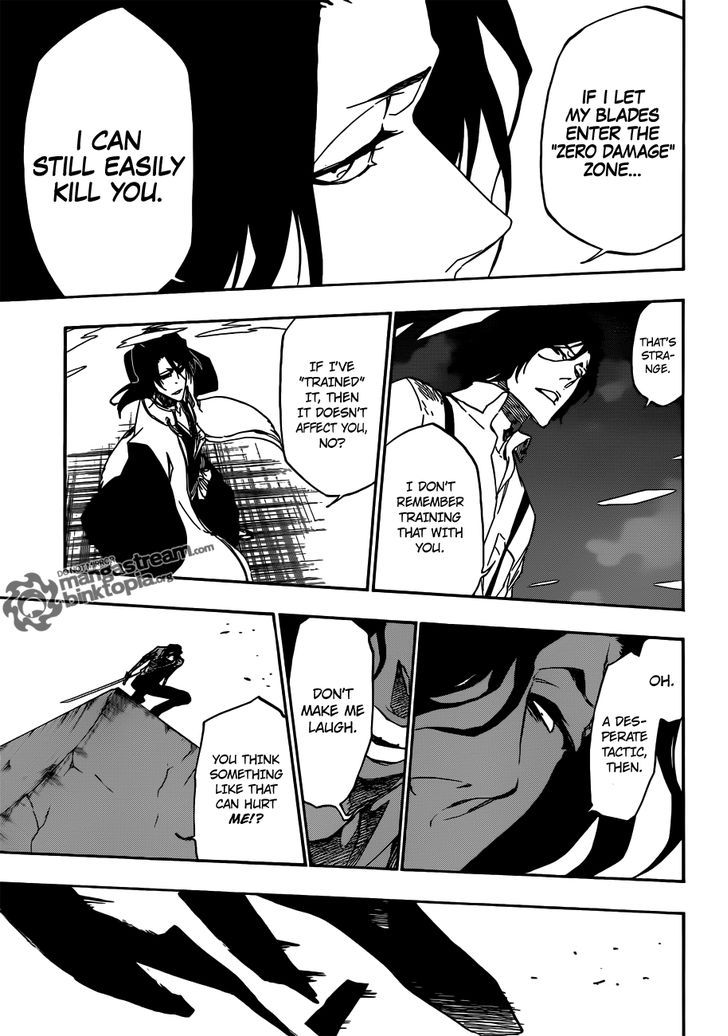 IF I LET
MY BLADES
ENTER THE
"ZERO DAMAGE"
ZONE...
I CAN
STILL EASILY
KILL YOU.
THAT'S
STRA-
NGE.
I DON'T
REMEMBER
TRAINING
THAT WITH
YOU.
IF I'VE
"TRAINED"
IT, THEN
IT DOESN'T
AFFECT YOU,
NO?
mangastream.com
binktopia.org
OH.
A DES-
PERATE
TACTIC,
THEN.
DON'T
MAKE ME
LAUGH.
YOU THINK
SOMETHING
LIKE THAT
CAN HURT
ME!?